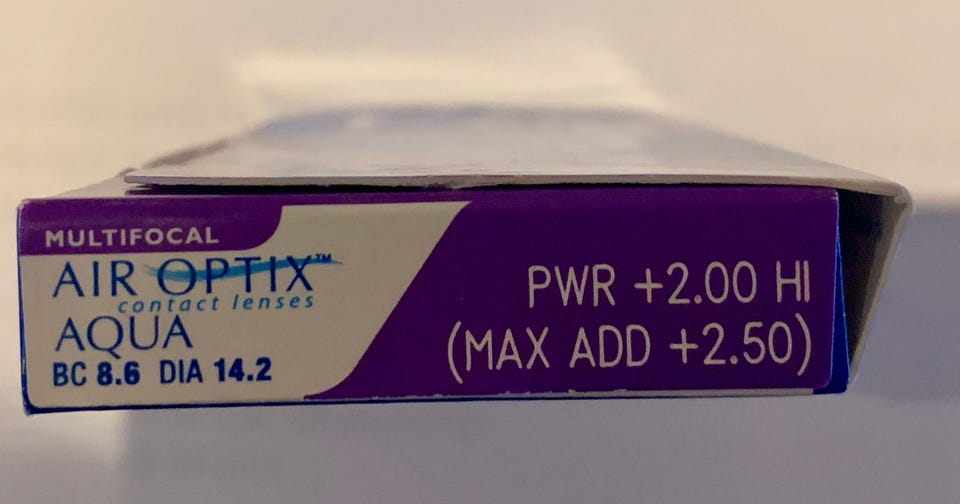 MULTIFOCAL
AIR OPTIX™
contact lenses
AQUA
BC 8.6 DIA 14.2
PWR +2.00 HI
(MAX ADD +2.50)